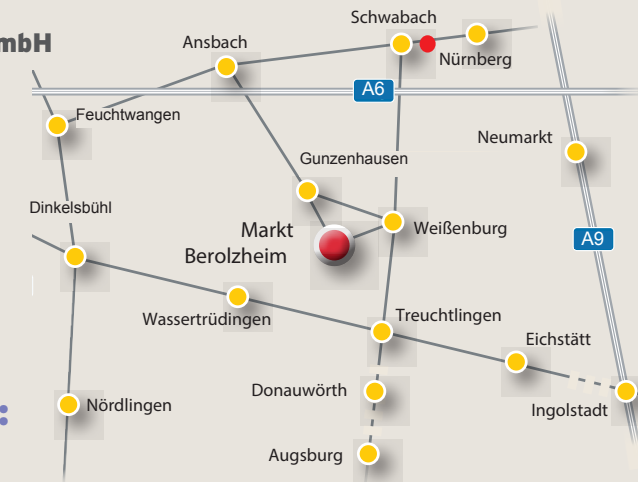 mbH
Schwabach
Ansbach
Nürnberg
A6
Feuchtwangen
Neumarkt
Gunzenhausen
Dinkelsbühl
Markt
Berolzheim
Weißenburg
A9
Wassertrüdingen
Treuchtlingen
Eichstätt
Donauwörth
Nördlingen
Ingolstadt
:
Augsburg